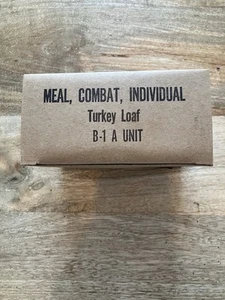 MEAL, COMBAT, INDIVIDUAL
Turkey Loaf
B-1 A UNIT